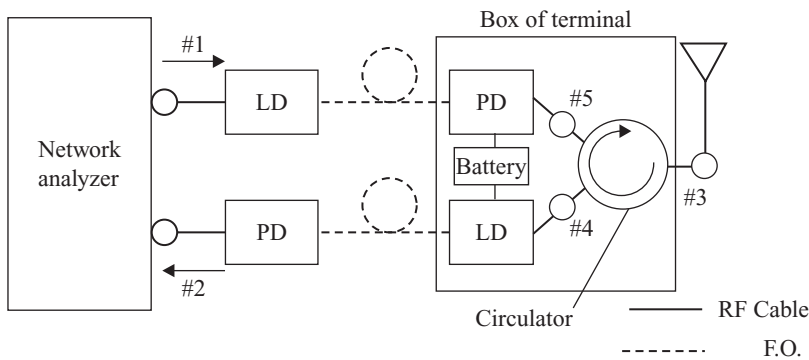 Box of terminal
#1
LD
PD
#5
Network
analyzer
Battery
#3
PD
LD
#4
#2
Circulator
RF Cable
F.O.